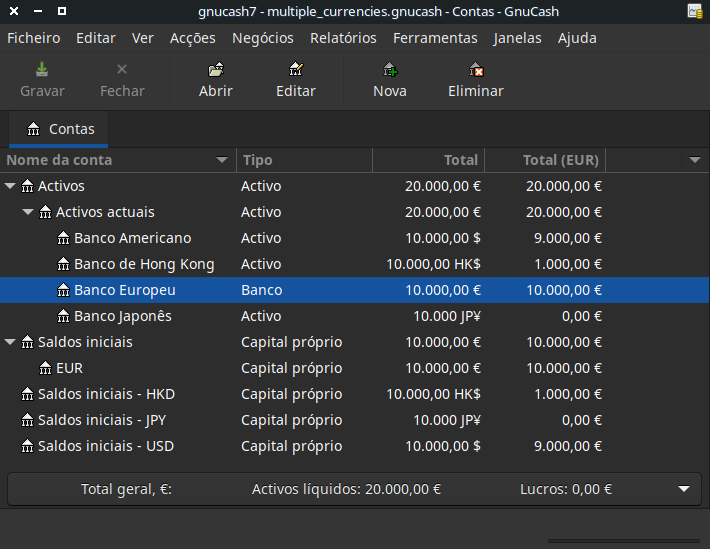 gnucash7 - multiple_currencies.gnucash - Contas - GnuCash
Ficheiro Editar Ver Acções Negócios Relatórios Ferramentas Janelas Ajuda
Gravar Fechar Abrir Editar Nova Eliminar
Contas
Nome da conta Tipo Total Total (EUR)
Activos Activo 20.000,00 € 20.000,00 €
Activos actuais Activo 20.000,00 € 20.000,00 €
Banco Americano Activo 10.000,00 $ 9.000,00 €
Banco de Hong Kong Activo 10.000,00 HK$ 1.000,00 €
Banco Europeu Banco 10.000,00 € 10.000,00 €
Banco Japonês Activo 10.000 JP¥ 0,00 €
Saldos iniciais Capital próprio 10.000,00 € 10.000,00 €
EUR Capital próprio 10.000,00 € 10.000,00 €
Saldos iniciais - HKD Capital próprio 10.000,00 HK$ 1.000,00 €
Saldos iniciais - JPY Capital próprio 10.000 JP¥ 0,00 €
Saldos iniciais - USD Capital próprio 10.000,00 $ 9.000,00 €
Total geral, €: Activos líquidos: 20.000,00 € Lucros: 0,00 €